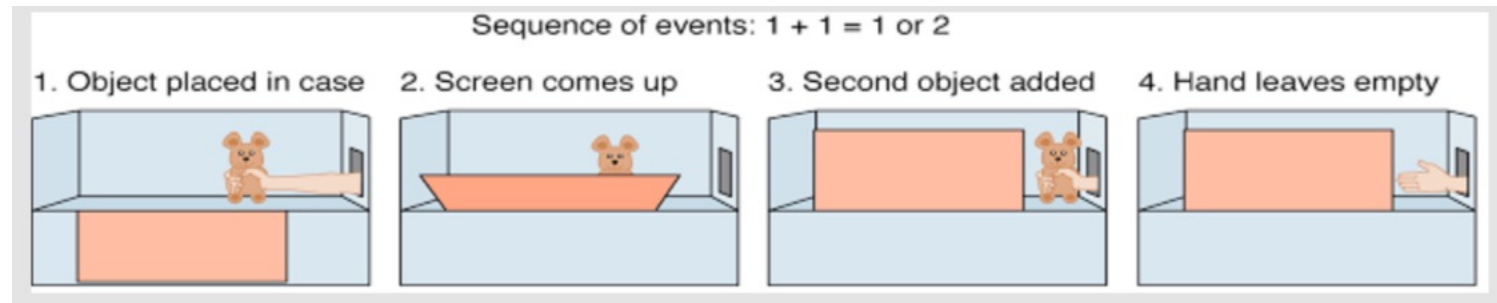 Sequence of events: 1 + 1 = 1 or 2
1. Object placed in case
2. Screen comes up
3. Second object added
4. Hand leaves empty